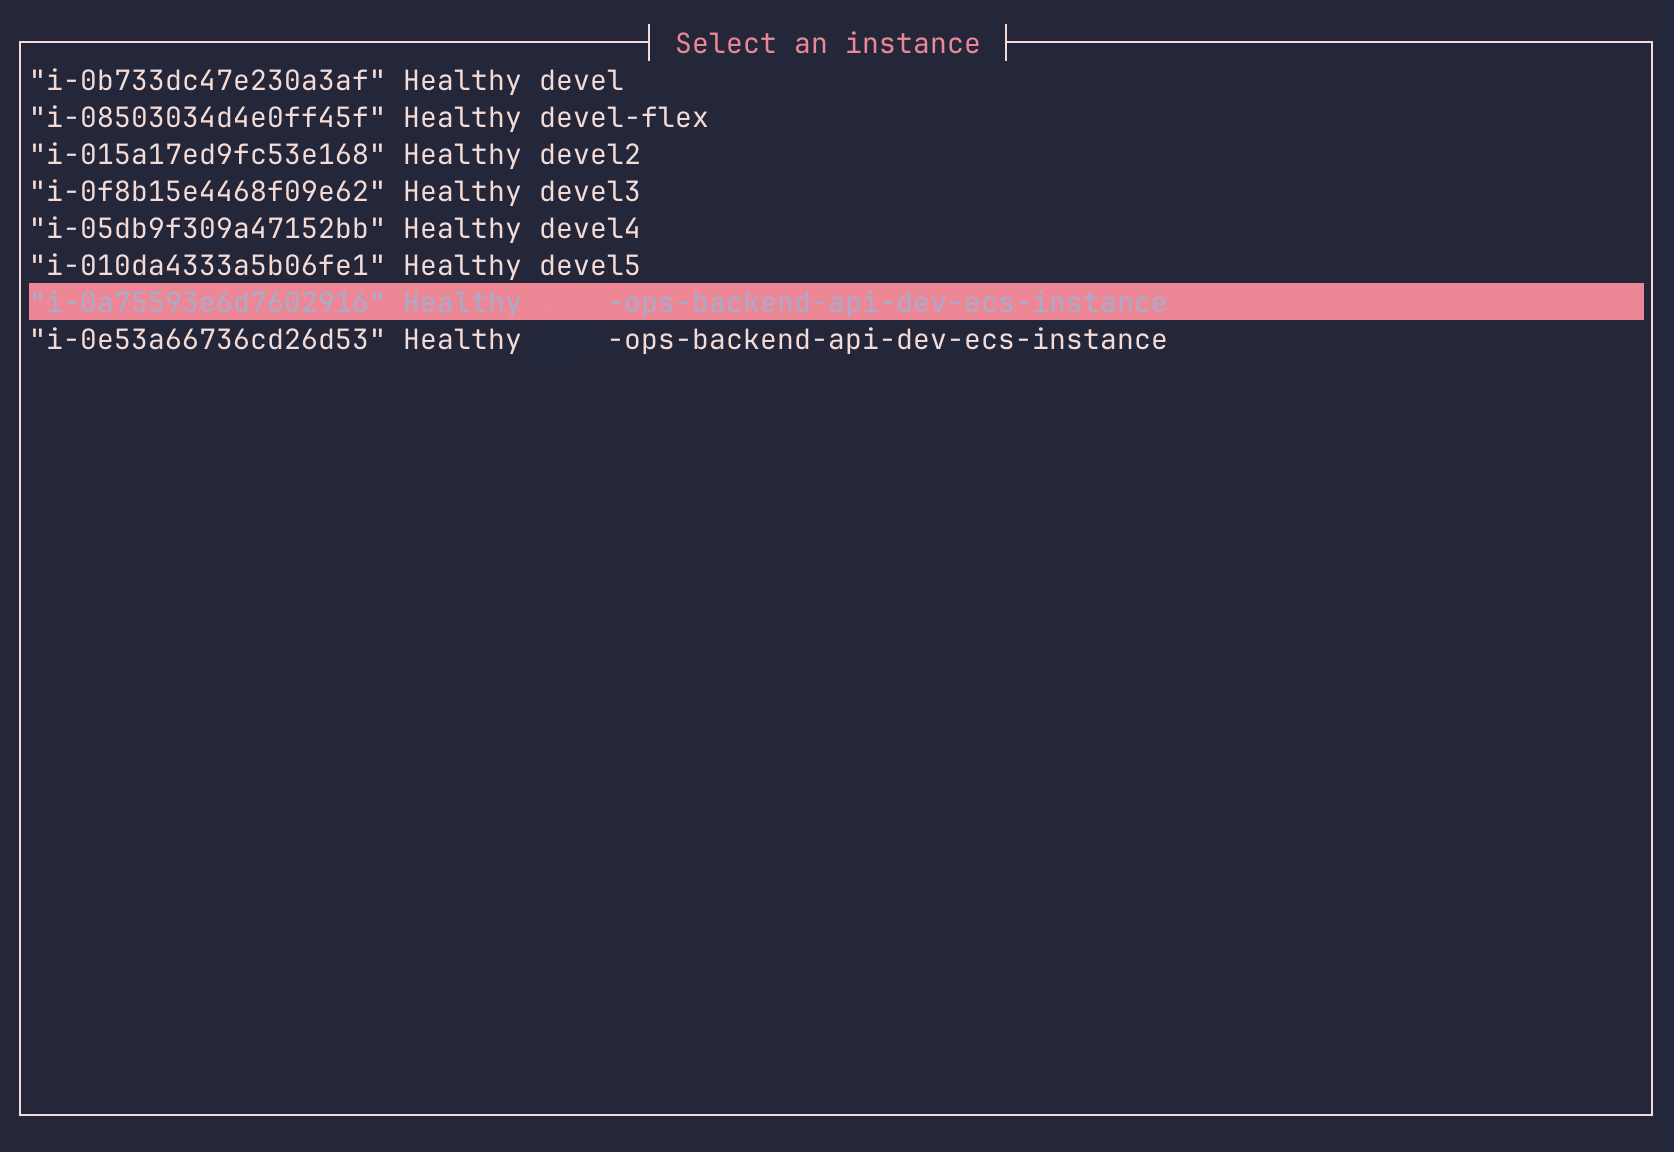 Select an instance
"i-0b733dc47e230a3af" Healthy devel
"i-08503034d4e0ff45f" Healthy devel-flex
"i-015a17ed9fc53e168" Healthy devel2
"i-0f8b15e4468f09e62" Healthy devel3
"i-05db9f309a47152bb" Healthy devel4
"i-010da4333a5b06fe1" Healthy devel5
"i-0a75593e6d7602916" Healthy -ops-backend-api-dev-ecs-instance
"i-0e53a66736cd26d53" Healthy -ops-backend-api-dev-ecs-instance